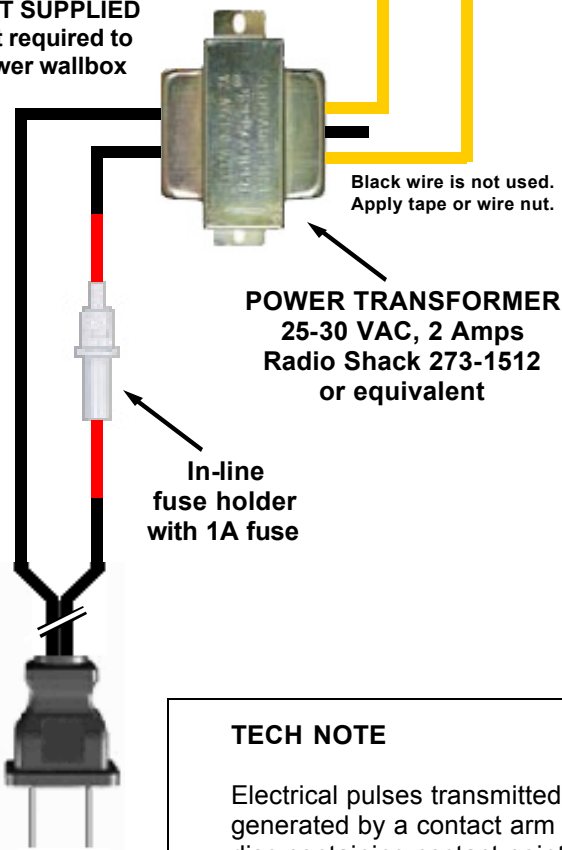 T SUPPLIED
t required to
wer wallbox
Black wire is not used.
Apply tape or wire nut.
POWER TRANSFORMER
25-30 VAC, 2 Amps
Radio Shack 273-1512
or equivalent
In-line
fuse holder
with 1A fuse
TECH NOTE
Electrical pulses transmitted
generated by a contact arm